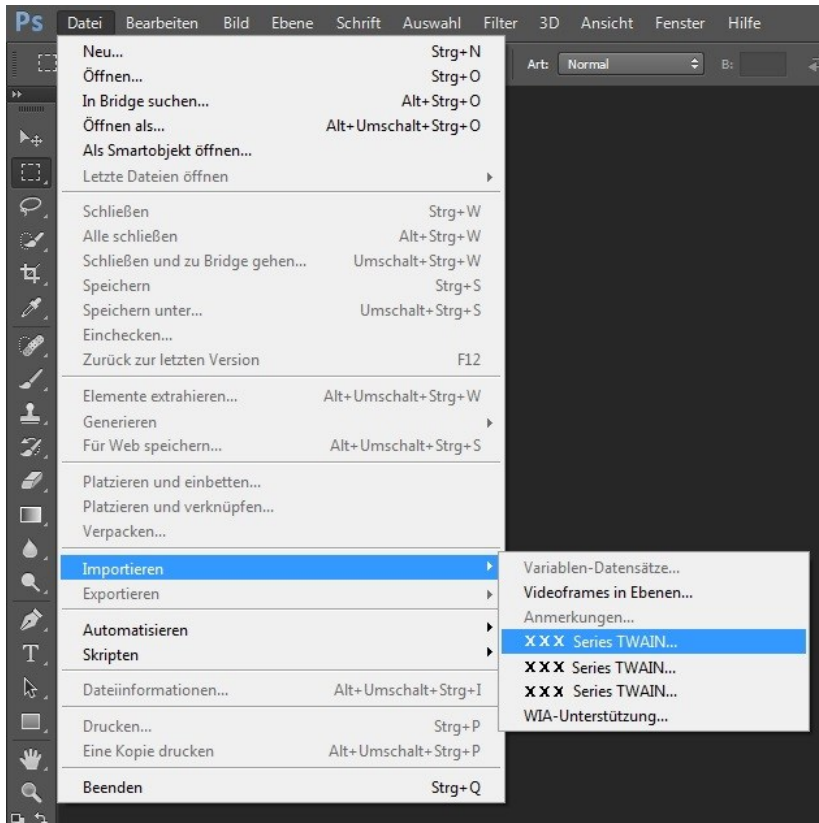 Ps Datei Bearbeiten Bild Ebene Schrift Auswahl Filter 3D Ansicht Fenster Hilfe
Art: Normal B:
Neu... Strg+N
Öffnen... Strg+O
In Bridge suchen... Alt+Strg+O
Öffnen als... Alt+Umschalt+Strg+O
Als Smartobjekt öffnen...
Letzte Dateien öffnen
Schließen Strg+W
Alle schließen Alt+Strg+W
Schließen und zu Bridge gehen... Umschalt+Strg+W
Speichern Strg+S
Speichern unter... Umschalt+Strg+S
Einchecken...
Zurück zur letzten Version F12
Elemente extrahieren... Alt+Umschalt+Strg+W
Generieren
Für Web speichern... Alt+Umschalt+Strg+S
Platzieren und einbetten...
Platzieren und verknüpfen...
Verpacken...
Importieren
Exportieren
Automatisieren
Skripten
Dateiinformationen... Alt+Umschalt+Strg+I
Drucken... Strg+P
Eine Kopie drucken Alt+Umschalt+Strg+P
Beenden Strg+Q
Variablen-Datensätze...
Videoframes in Ebenen...
Anmerkungen...
X X X Series TWAIN...
X X X Series TWAIN...
X X X Series TWAIN...
WIA-Unterstützung...